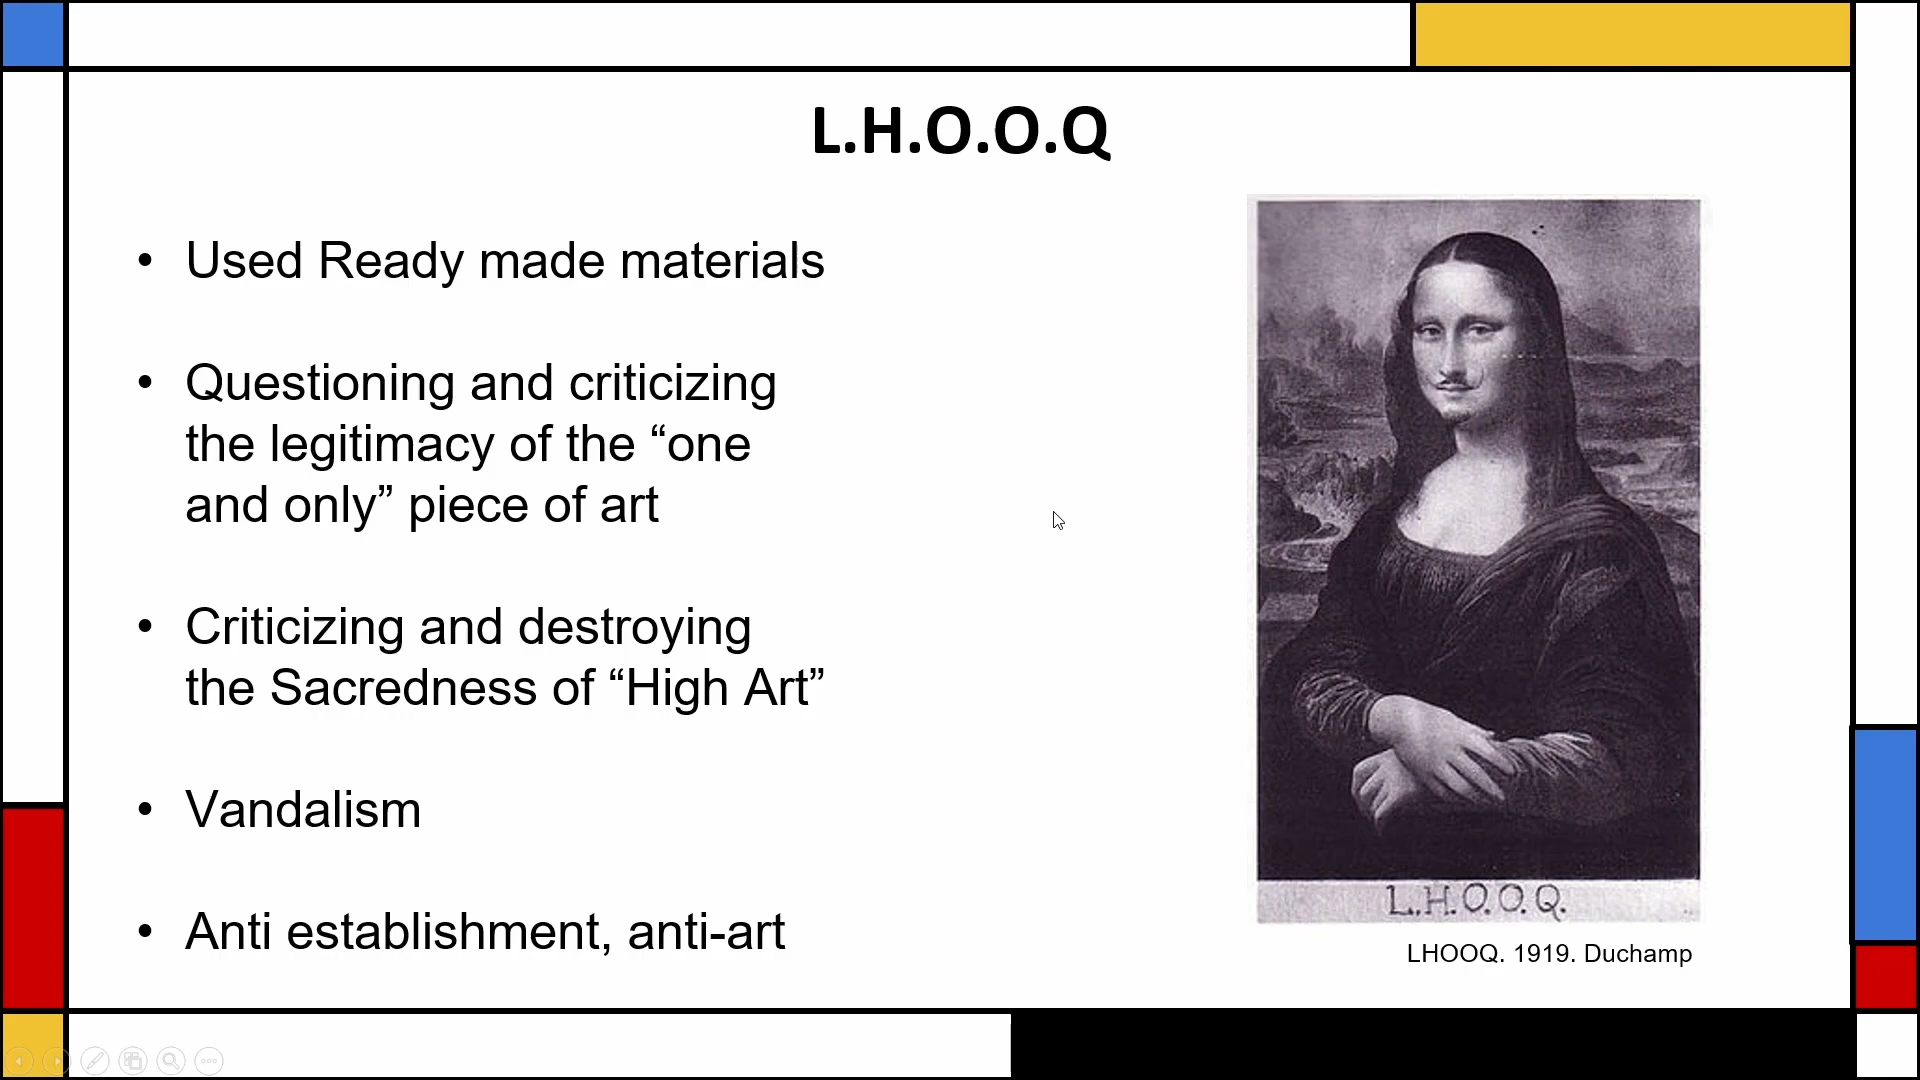 L.H.O.O.Q
• Used Ready made materials
• Questioning and criticizing
the legitimacy of the “one
and only” piece of art
• Criticizing and destroying
the Sacredness of “High Art”
• Vandalism
• Anti establishment, anti-art
L.H.O.O.Q.
LHOOQ. 1919. Duchamp